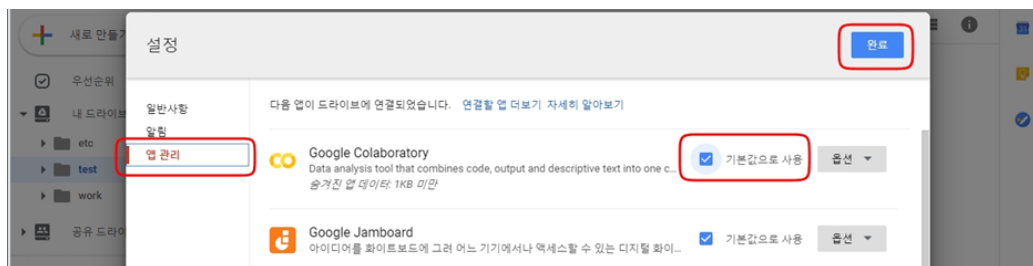 새로 만들기
설정
완료
우선순위
내 드라이브
일반사항
다음 앱이 드라이브에 연결되었습니다. 연결할 앱 더보기 자세히 알아보기
알림
etc
앱 관리
Google Colaboratory
Data analysis tool that combines code, output and descriptive text into one c...
숨겨진 앱 데이터: 1KB 미만
기본값으로 사용
옵션
test
work
공유 드라이
Google Jamboard
아이디어를 화이트보드에 그려 어느 기기에서나 액세스할 수 있는 디지털 화이...
기본값으로 사용
옵션